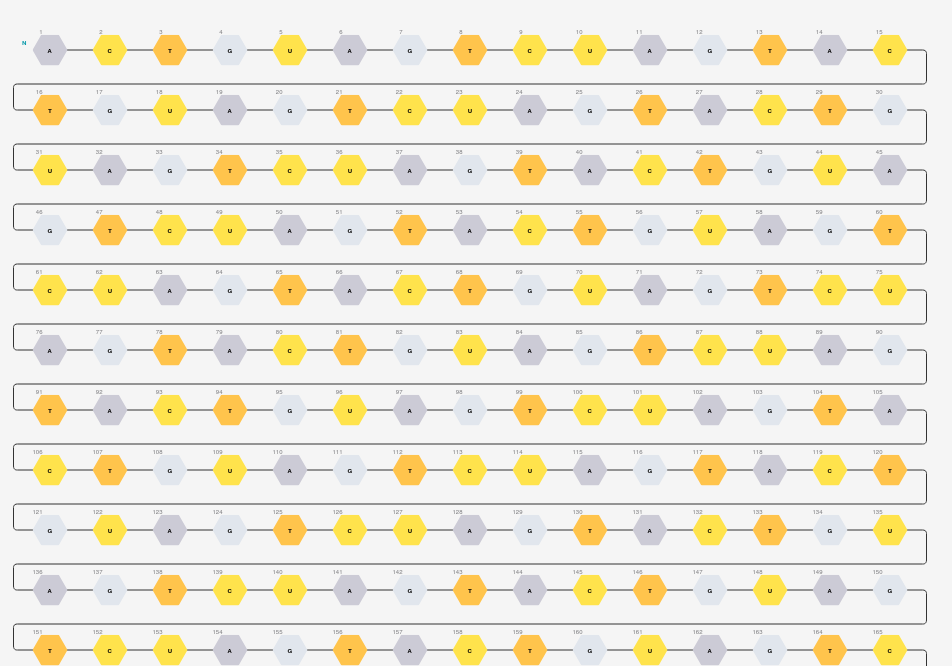 1 2 3 4 5 6 7 8 9 10 11 12 13 14 15
N A C T G U A G T C U A G T A C
16 17 18 19 20 21 22 23 24 25 26 27 28 29 30
T G U A G T C U A G T A C T G
31 32 33 34 35 36 37 38 39 40 41 42 43 44 45
U A G T C U A G T A C T G U A
46 47 48 49 50 51 52 53 54 55 56 57 58 59 60
G T C U A G T A C T G U A G T
61 62 63 64 65 66 67 68 69 70 71 72 73 74 75
C U A G T A C T G U A G T C U
76 77 78 79 80 81 82 83 84 85 86 87 88 89 90
A G T A C T G U A G T C U A G
91 92 93 94 95 96 97 98 99 100 101 102 103 104 105
T A C T G U A G T C U A G T A
106 107 108 109 110 111 112 113 114 115 116 117 118 119 120
C T G U A G T C U A G T A C T
121 122 123 124 125 126 127 128 129 130 131 132 133 134 135
G U A G T C U A G T A C T G U
136 137 138 139 140 141 142 143 144 145 146 147 148 149 150
A G T C U A G T A C T G U A G
151 152 153 154 155 156 157 158 159 160 161 162 163 164 165
T C U A G T A C T G U A G T C